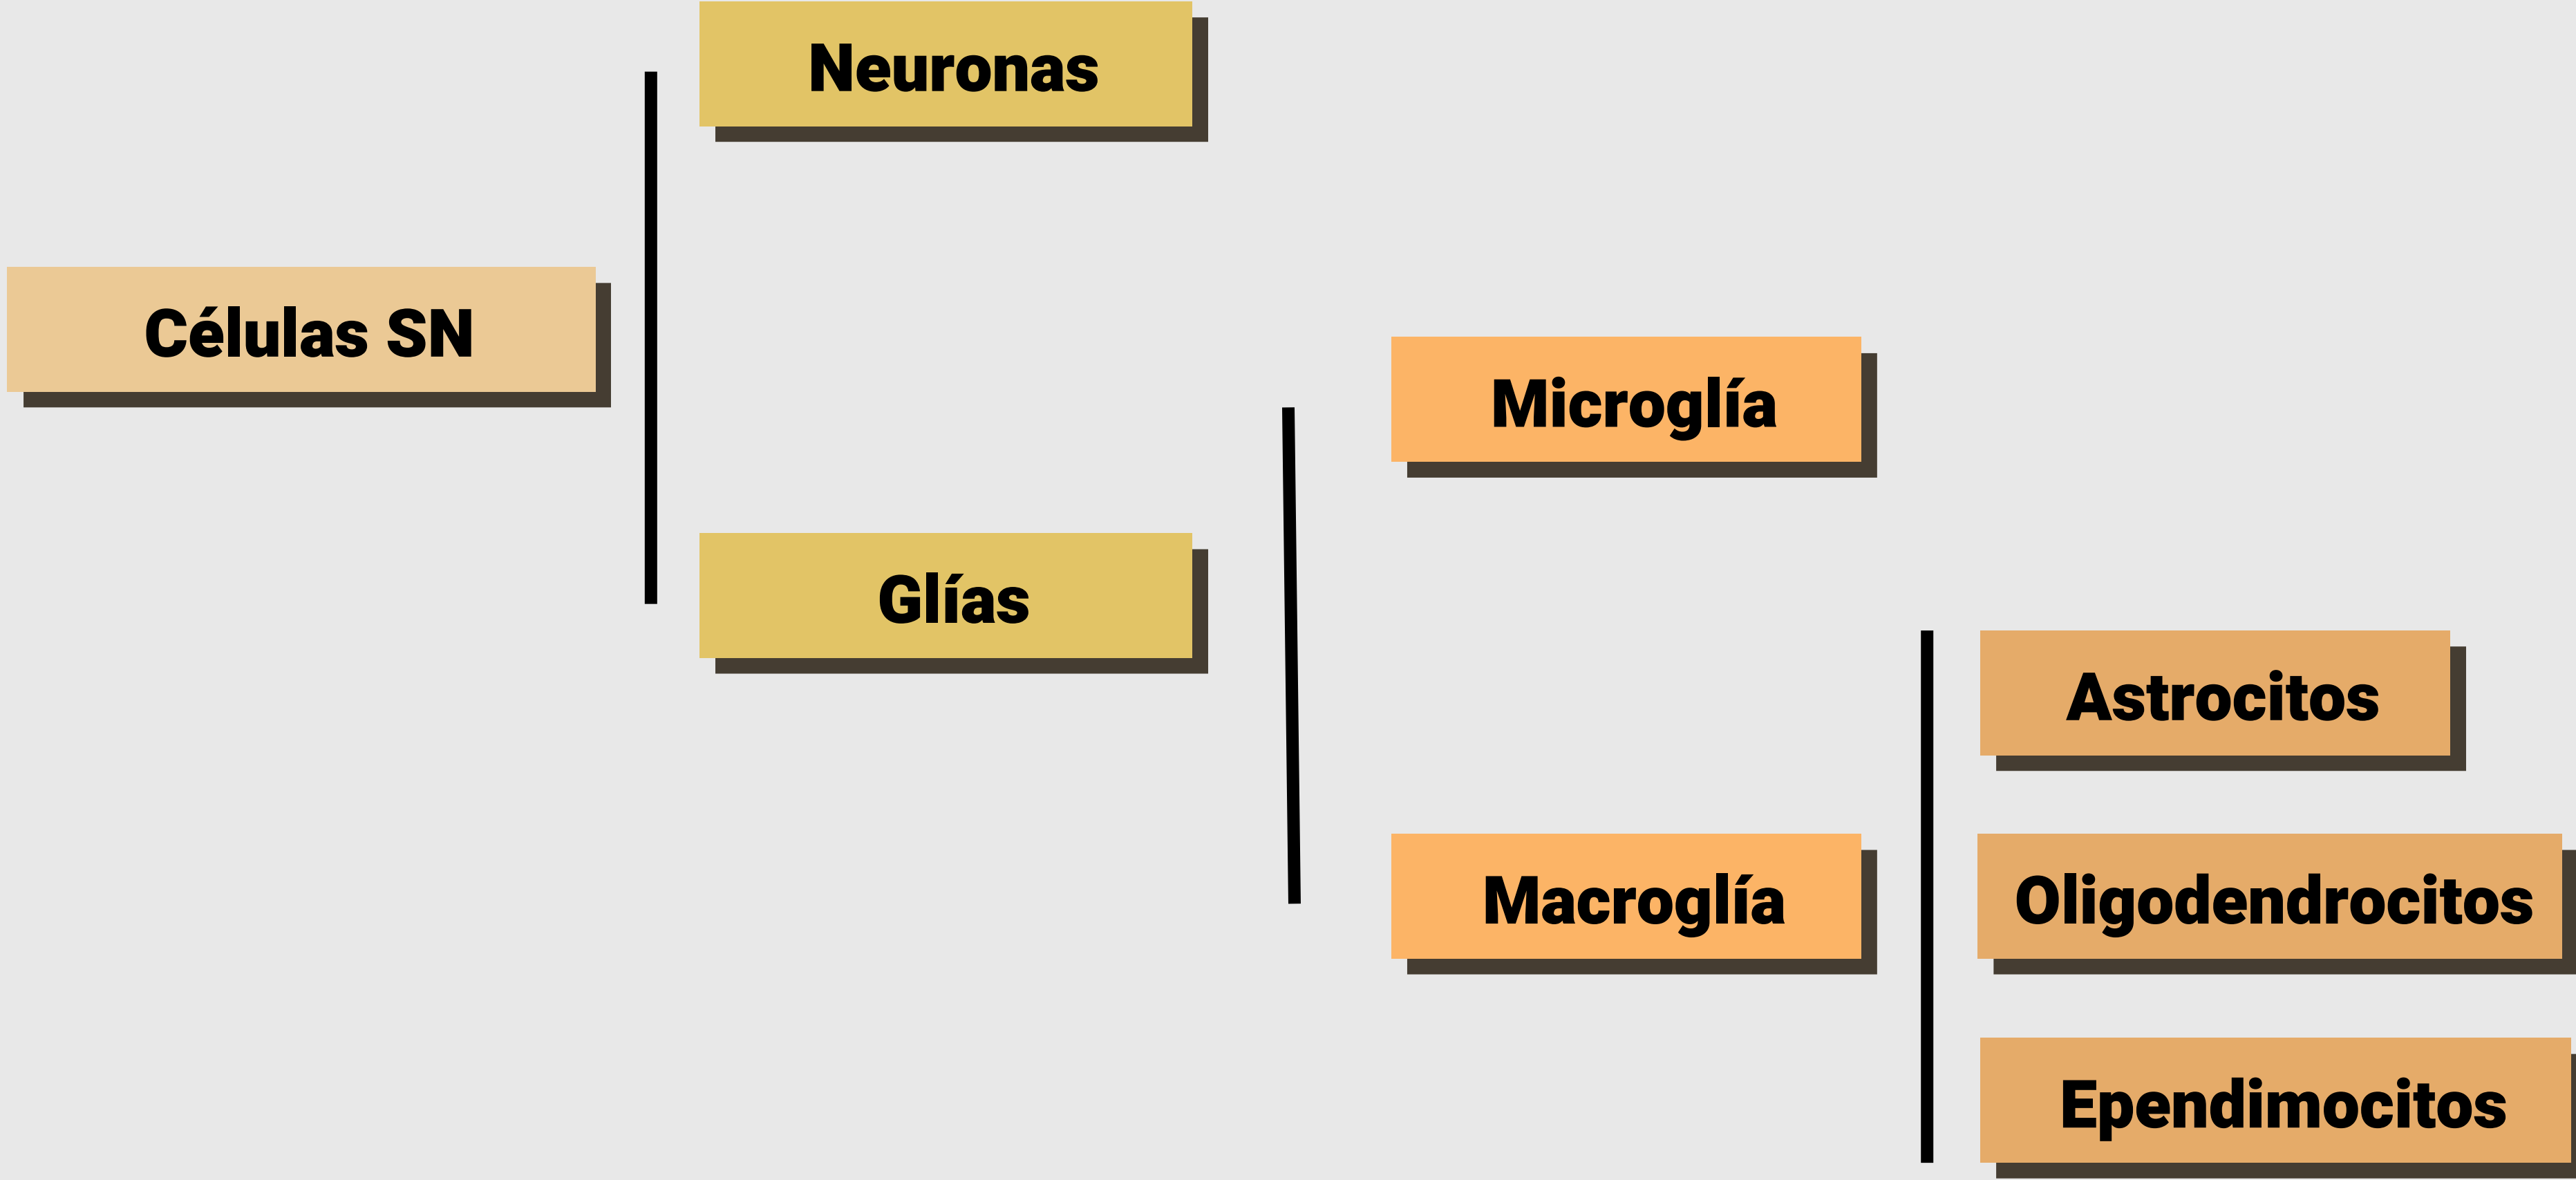 Neuronas
Células SN
Microglía
Glías
Astrocitos
Macroglía
Oligodendrocitos
Ependimocitos